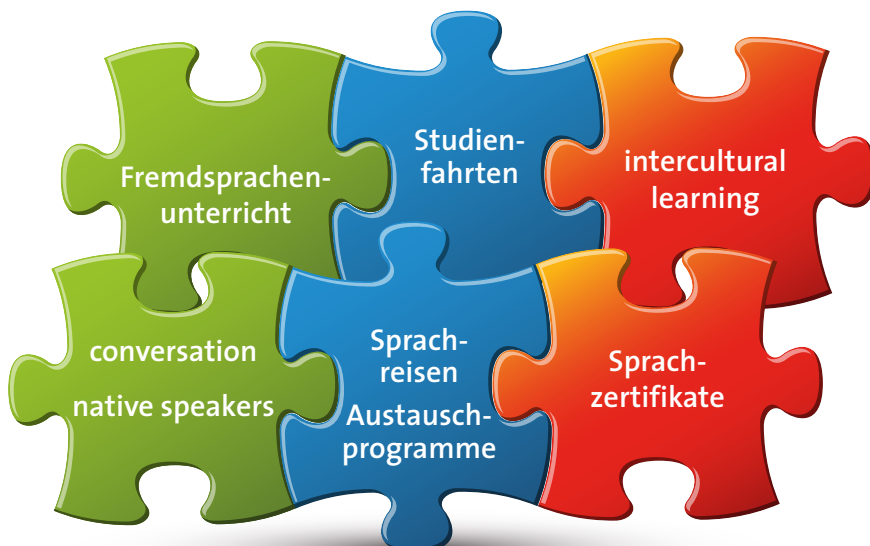 Fremdsprachen-
unterricht
Studien-
fahrten
intercultural
learning
conversation
native speakers
Sprach-
reisen
Austausch-
programme
Sprach-
zertifikate